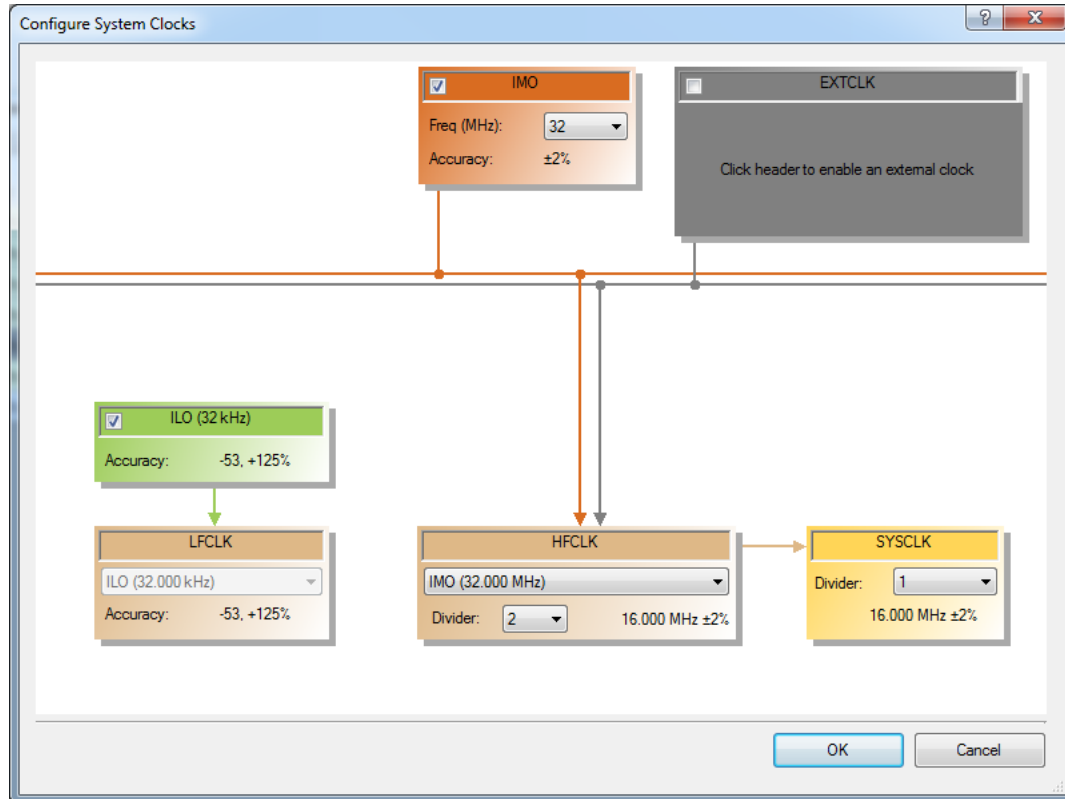 Configure System Clocks
IMO
Freq (MHz): 32
Accuracy: ±2%
EXTCLK
Click header to enable an external clock
ILO (32 kHz)
Accuracy: -53, +125%
LFCLK
ILO (32.000 kHz)
Accuracy: -53, +125%
HFCLK
IMO (32.000 MHz)
Divider: 2 16.000 MHz ±2%
SYSCLK
Divider: 1
16.000 MHz ±2%
OK Cancel